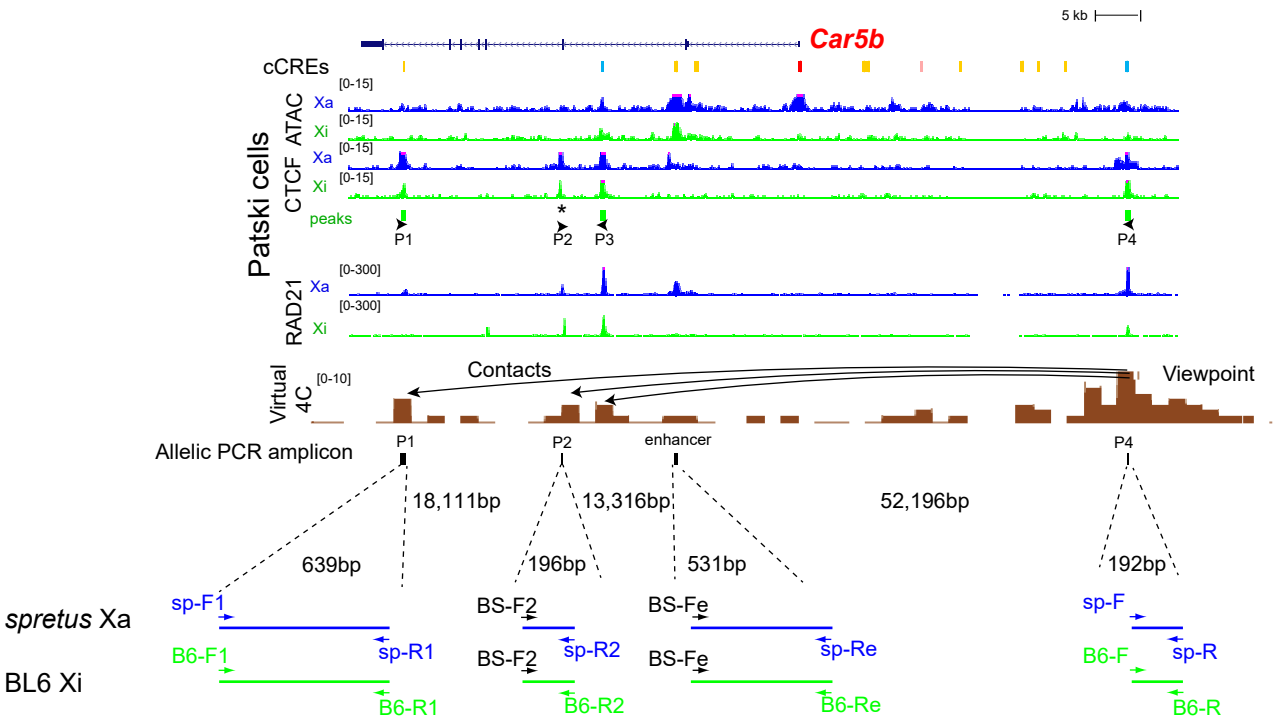 5 kb
Car5b
cCREs
[0-15]
Xa
[0-15]
Xi
ATAC
[0-15]
Xa
[0-15]
Xi
CTCF
peaks
*
P1
P2
P3
P4
Patski cells
[0-300]
Xa
[0-300]
Xi
RAD21
Virtual
4C
[0-10]
Contacts
Viewpoint
Allelic PCR amplicon
P1
P2
enhancer
P4
18,111bp
13,316bp
52,196bp
639bp
196bp
531bp
192bp
spretus Xa
sp-F1
sp-R1
BS-F2
sp-R2
BS-Fe
sp-Re
sp-F
sp-R
BL6 Xi
B6-F1
B6-R1
BS-F2
B6-R2
BS-Fe
B6-Re
B6-F
B6-R